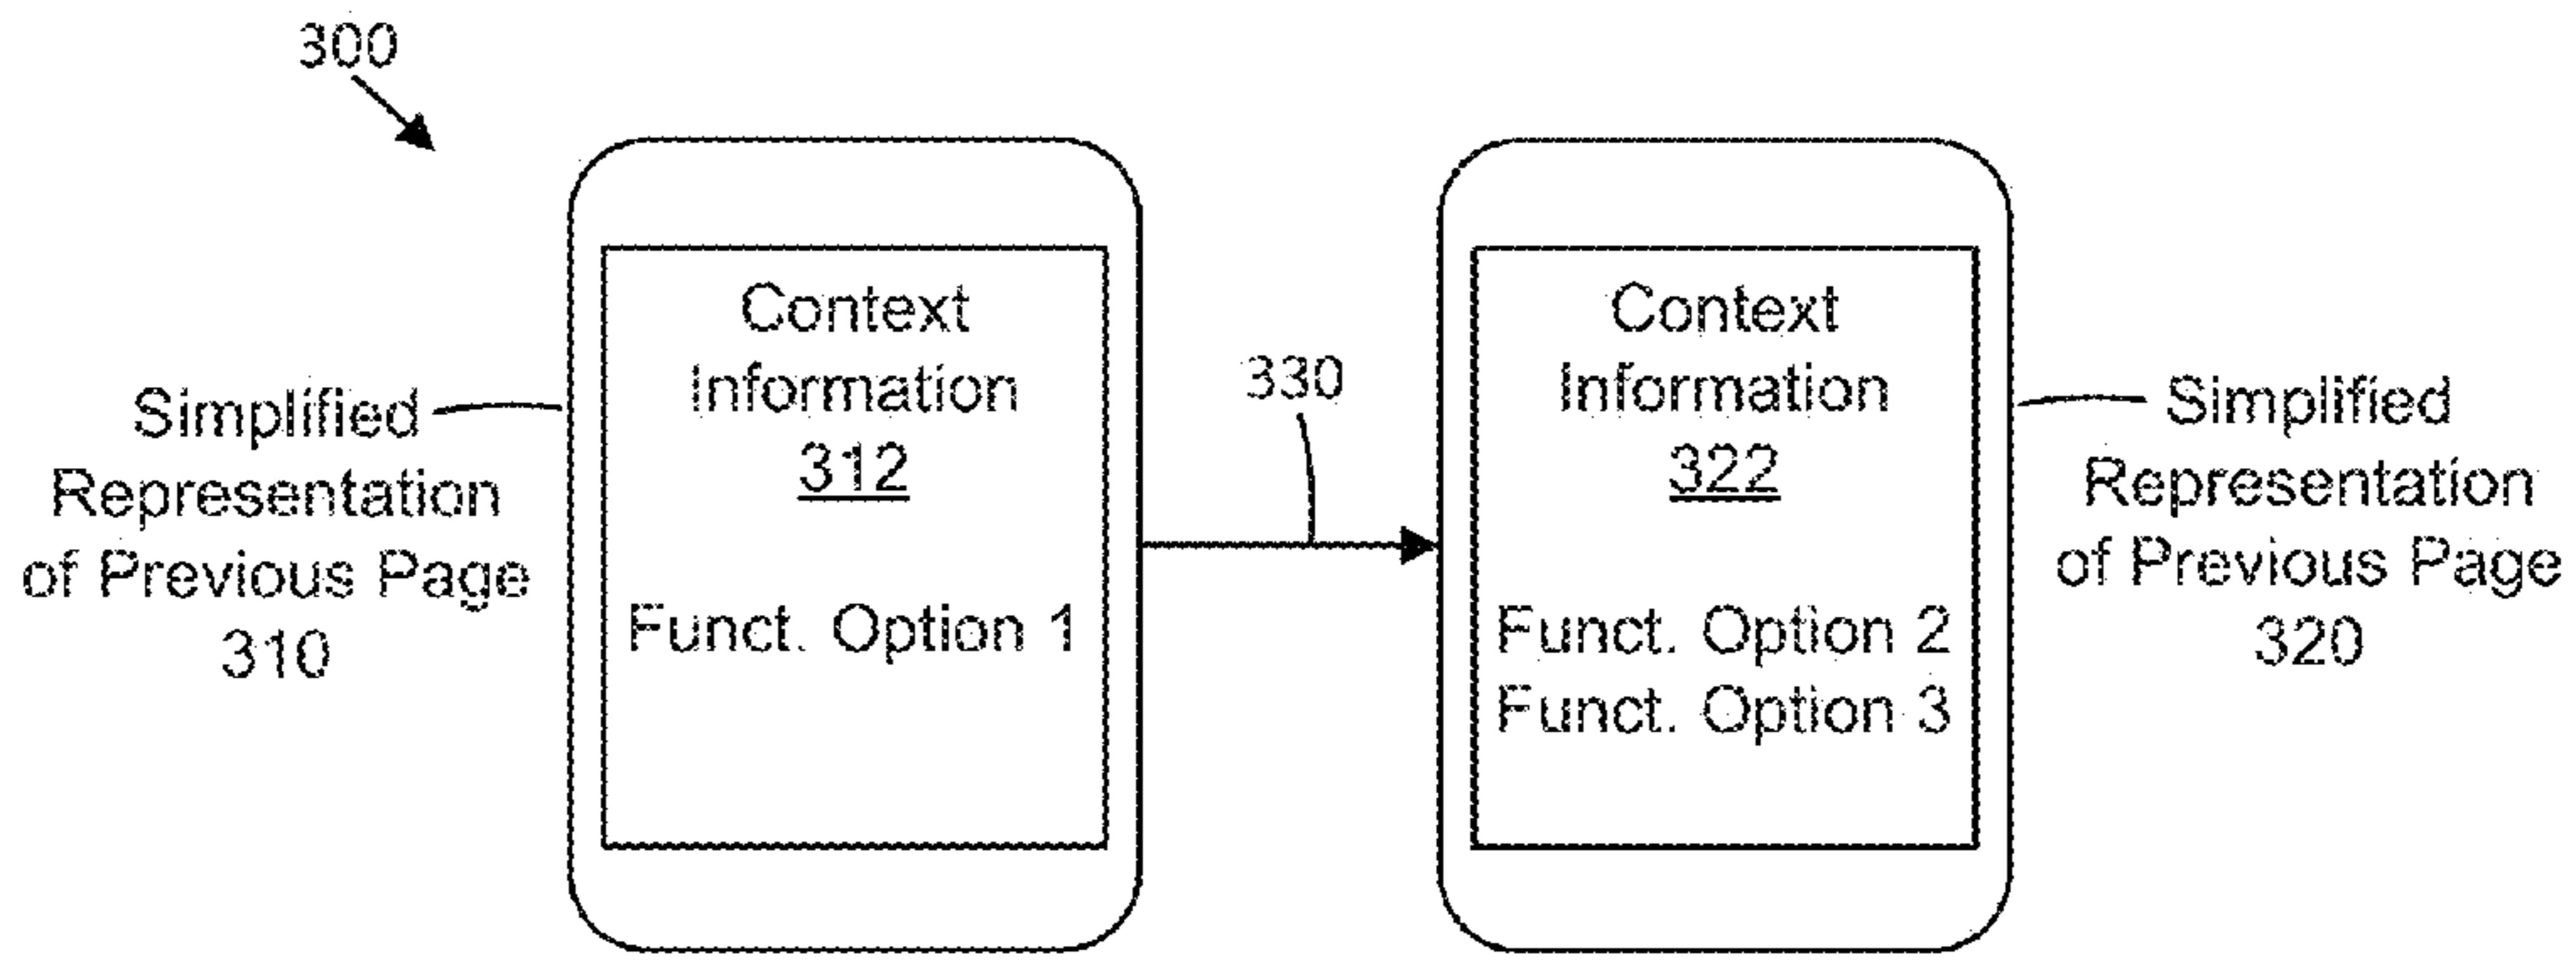 300
Simplified
Representation
of Previous Page
310
Context
Information
312
Funct. Option 1
330
Context
Information
322
Funct. Option 2
Funct. Option 3
Simplified
Representation
of Previous Page
320